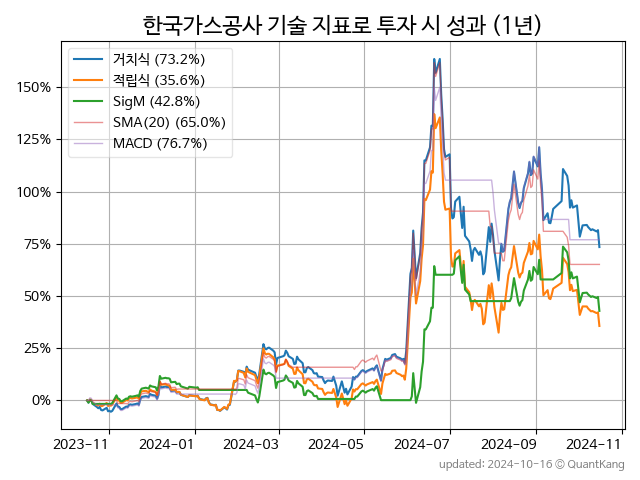 한국가스공사 기술 지표로 투자 시 성과 (1년)
거치식 (73.2%)
적립식 (35.6%)
SigM (42.8%)
SMA(20) (65.0%)
MACD (76.7%)
150%
125%
100%
75%
50%
25%
0%
2023-11 2024-01 2024-03 2024-05 2024-07 2024-09 2024-11
updated: 2024-10-16 © QuantKang